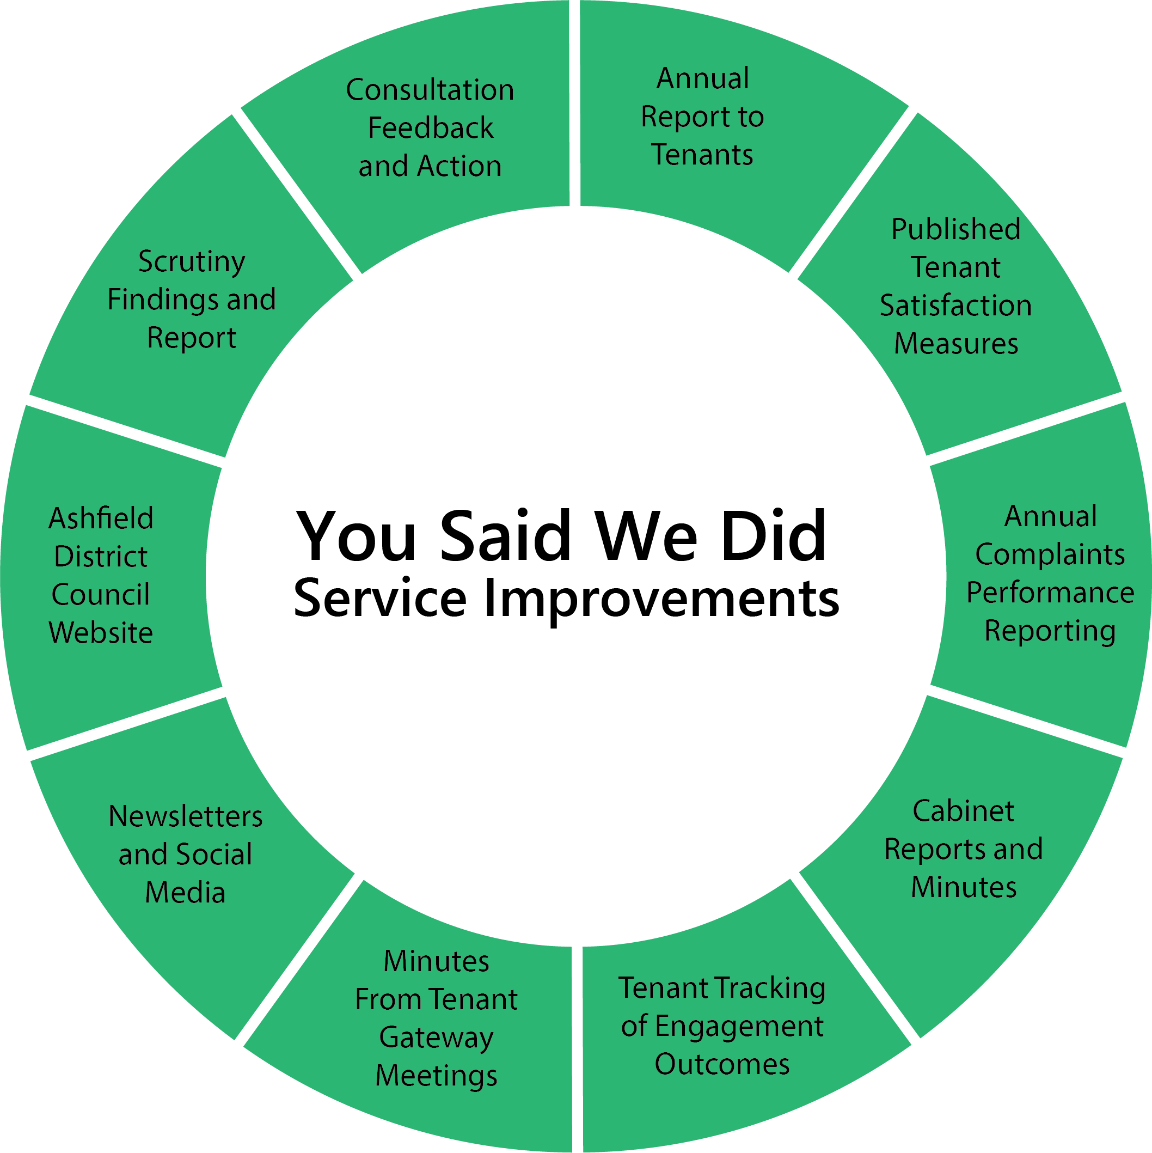 Annual
Report to
Tenants
Published
Tenant
Satisfaction
Measures
Annual
Complaints
Performance
Reporting
Cabinet
Reports and
Minutes
Tenant Tracking
of Engagement
Outcomes
Minutes
From Tenant
Gateway
Meetings
Newsletters
and Social
Media
Ashfield
District
Council
Website
Scrutiny
Findings and
Report
Consultation
Feedback
and Action
You Said We Did
Service Improvements